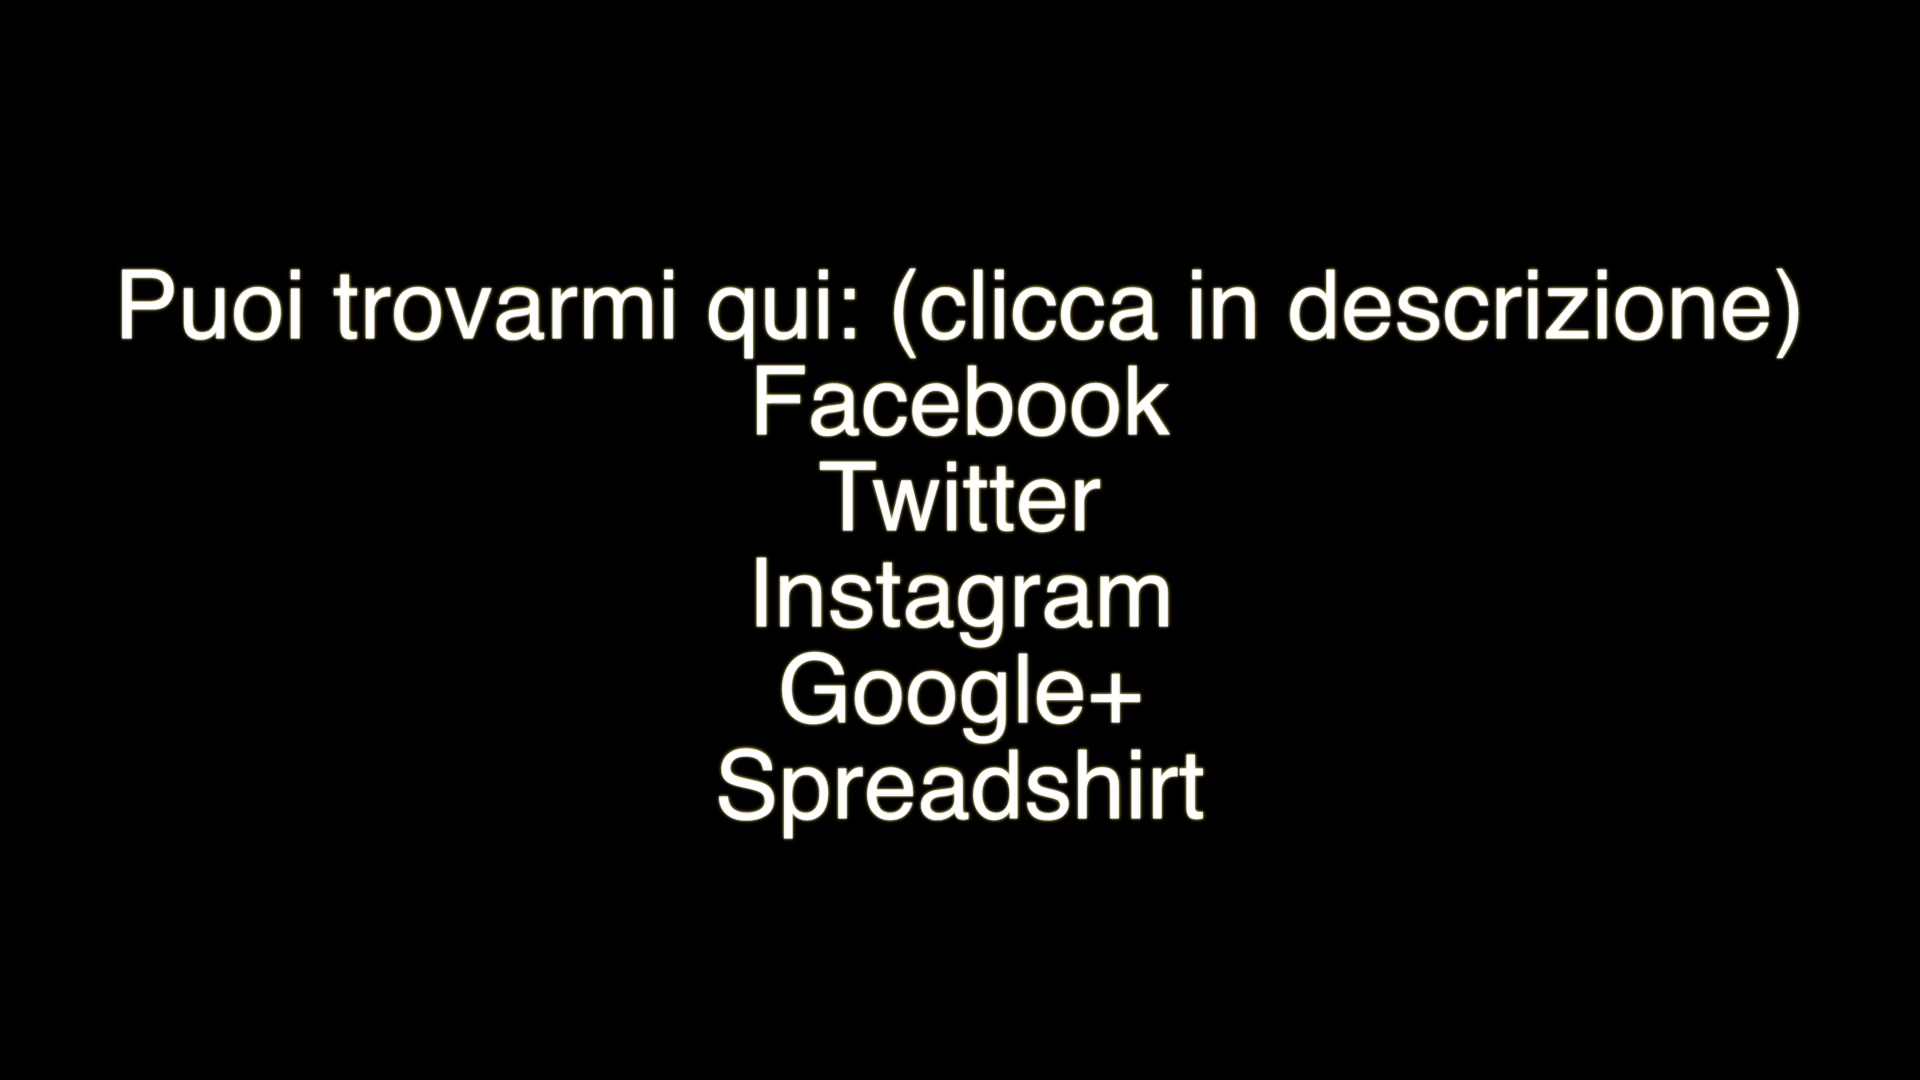 Puoi trovarmi qui: (clicca in descrizione)
Facebook
Twitter
Instagram
Google+
Spreadshirt